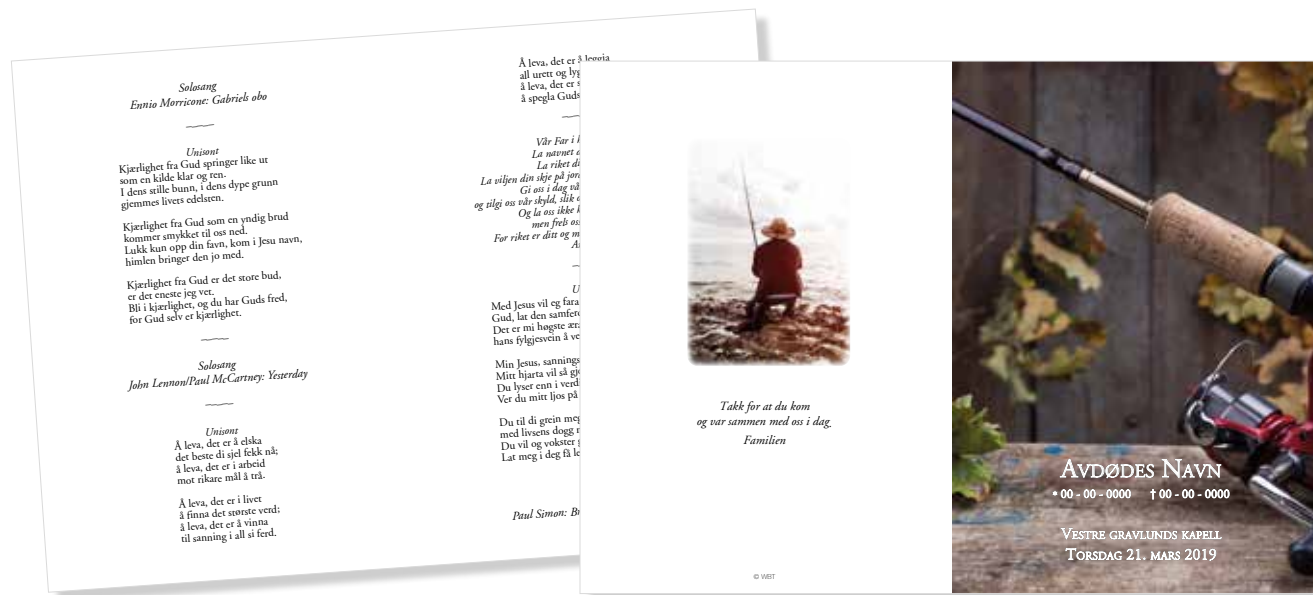 Solosang
Ennio Morricone: Gabriels obo
Unisont
Kjærlighet fra Gud springer like ut
som en kilde klar og ren.
I dens stille bunn, i dens dype grunn
gjemmes livets edelsten.
Kjærlighet fra Gud som en yndig brud
kommer smykket til oss ned.
Lukk kun opp din favn, kom i Jesu navn,
himlen bringer den jo med.
Kjærlighet fra Gud er det store bud,
er det eneste jeg vet.
Bli i kjærlighet, og du har Guds fred,
for Gud selv er kjærlighet.
Solosang
John Lennon/Paul McCartney: Yesterday
Unisont
Å leva, det er å elska
det beste di sjel fekk nå;
å leva, det er i arbeid
mot rikare mål å trå.
Å leva, det er i livet
å finna det største verd;
å leva, det er å vinna
til sanning i all si ferd.
Å leva, det er å leggja
all urett og
å leva, det er
å spegla Guds
Vår Far i
La navnet
La riket
La viljen din skje på
Gi oss i dag
og tilgi oss vår skyld, slik
Og la oss ikke
men frels
For riket er ditt og
Med Jesus vil eg fara
Gud, lat den
Det er mi høgste
hans fylgjesvein å
Min Jesus,
Mitt hjarta vil så
Du lyser enn i
Ver du mitt ljos på
Du til di grein
med livsens dogg
Du vil og vokster
Lat meg i deg få
Paul Simon:
Takk for at du kom
og var sammen med oss i dag
Familien
© WBT
Avdødes Navn
* 00 - 00 - 0000 † 00 - 00 - 0000
Vestre gravlunds kapell
Torsdag 21. mars 2019